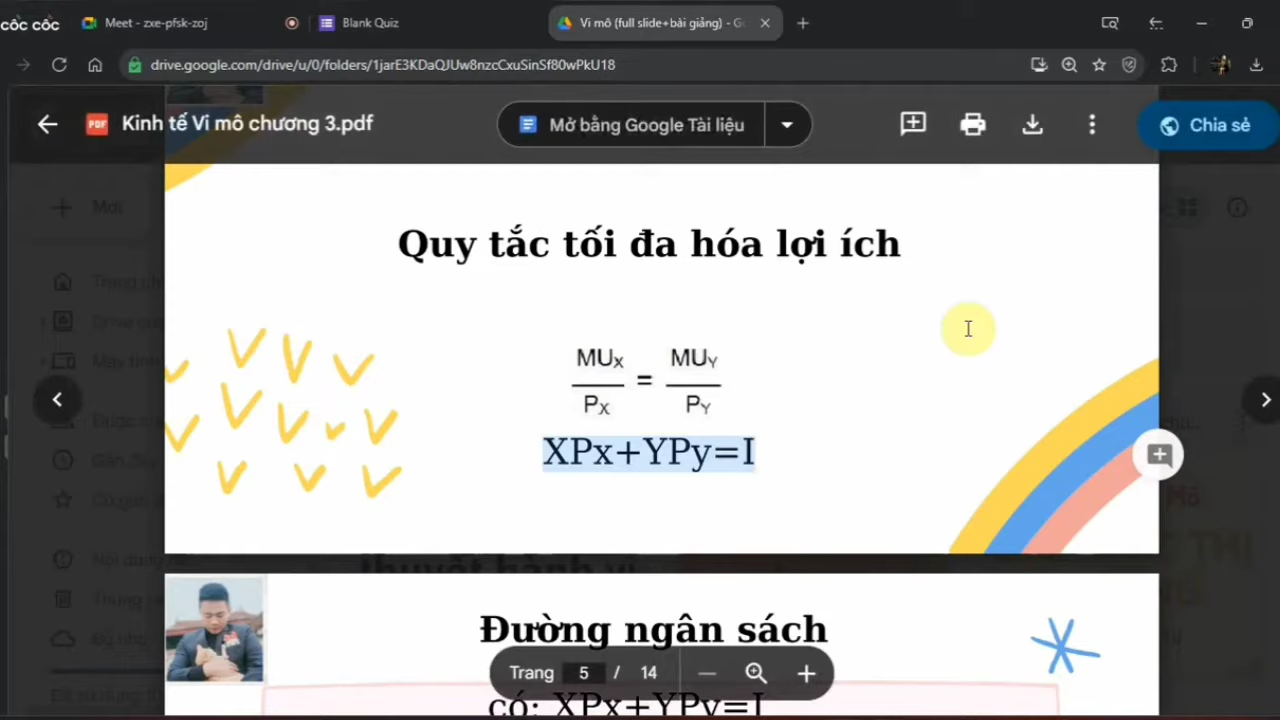 cốc cốc
Meet - zxe-pfsk-zoj
Blank Quiz
Vi mô (full slide+bài giảng) - G
drive.google.com/drive/u/0/folders/1jarE3KDaQJUw8nzcCxuSinSf80wPkU18
PDF
Kinh tế Vi mô chương 3.pdf
Mở bằng Google Tài liệu
Chia sẻ
Mới
Quy tắc tối đa hóa lợi ích
MUX = MUY
PX PY
XPx+YPy=I
Đường ngân sách
Trang 5 / 14
có: XPx+YPy=I